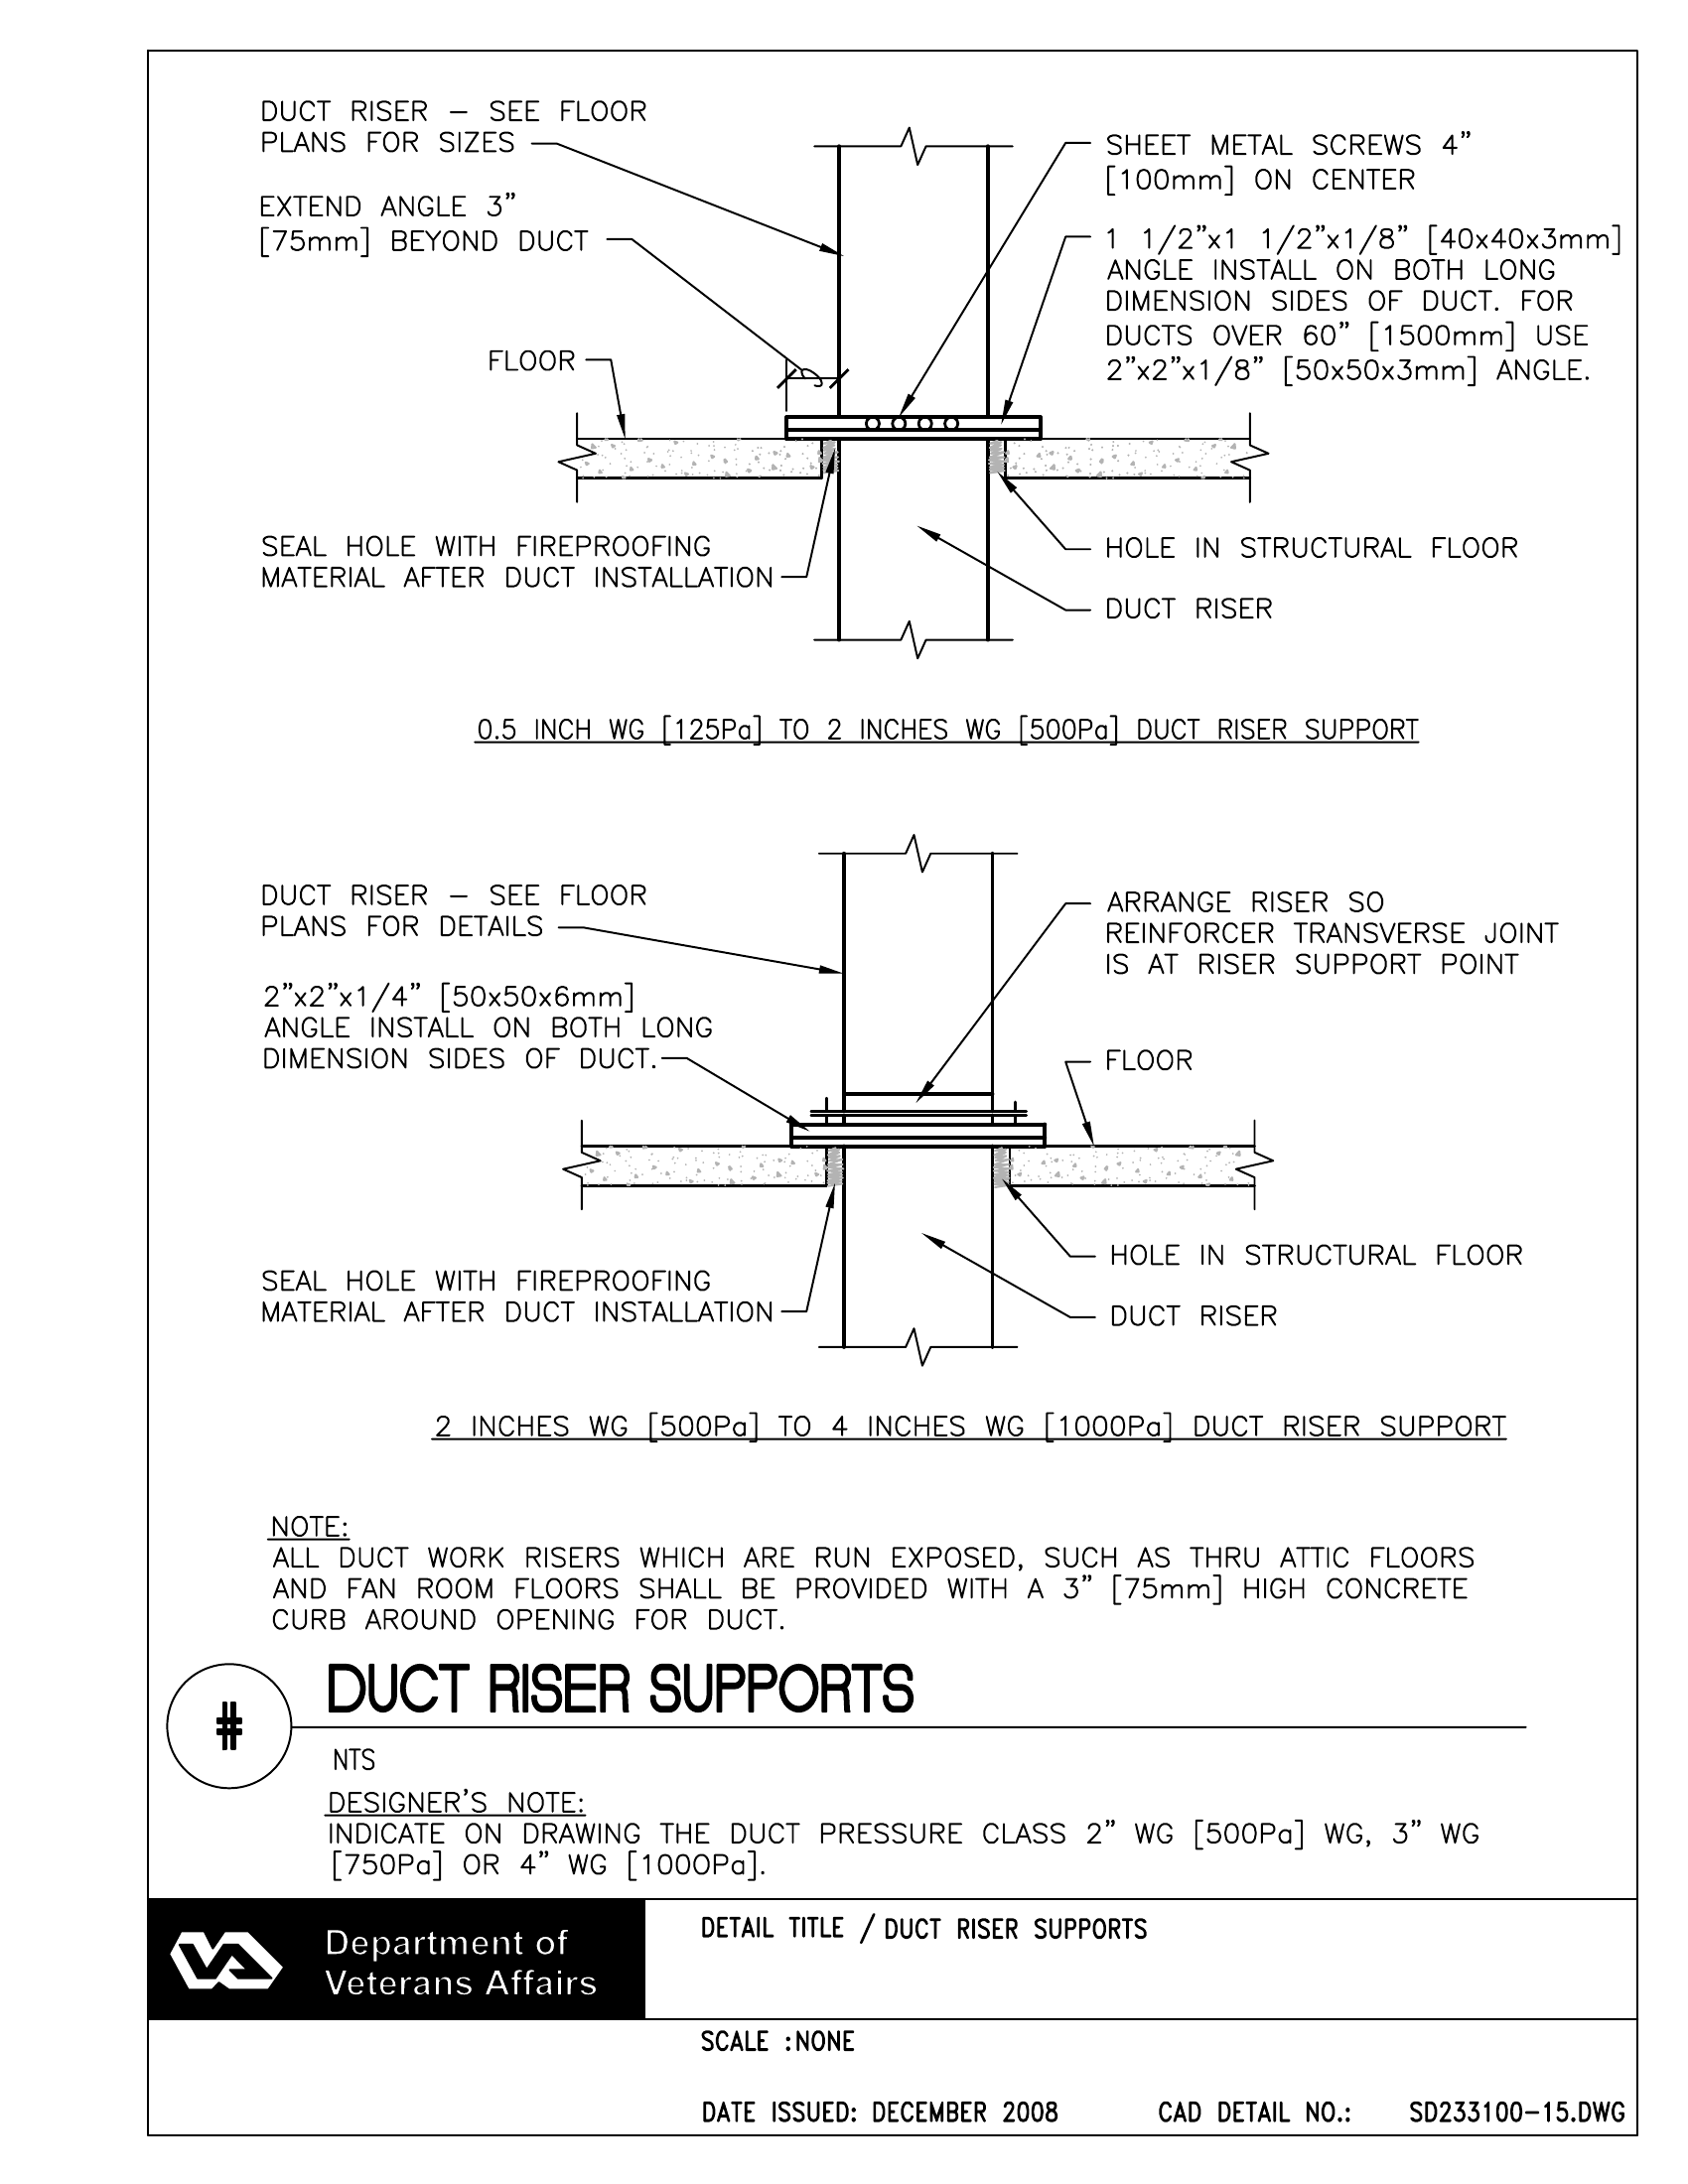 DUCT RISER – SEE FLOOR
PLANS FOR SIZES
EXTEND ANGLE 3"
[75mm] BEYOND DUCT
FLOOR
SHEET METAL SCREWS 4"
[100mm] ON CENTER
1 1/2"x1 1/2"x1/8" [40x40x3mm]
ANGLE INSTALL ON BOTH LONG
DIMENSION SIDES OF DUCT. FOR
DUCTS OVER 60" [1500mm] USE
2"x2"x1/8" [50x50x3mm] ANGLE.
SEAL HOLE WITH FIREPROOFING
MATERIAL AFTER DUCT INSTALLATION
HOLE IN STRUCTURAL FLOOR
DUCT RISER
0.5 INCH WG [125Pa] TO 2 INCHES WG [500Pa] DUCT RISER SUPPORT
DUCT RISER – SEE FLOOR
PLANS FOR DETAILS
2"x2"x1/4" [50x50x6mm]
ANGLE INSTALL ON BOTH LONG
DIMENSION SIDES OF DUCT.
ARRANGE RISER SO
REINFORCER TRANSVERSE JOINT
IS AT RISER SUPPORT POINT
FLOOR
SEAL HOLE WITH FIREPROOFING
MATERIAL AFTER DUCT INSTALLATION
HOLE IN STRUCTURAL FLOOR
DUCT RISER
2 INCHES WG [500Pa] TO 4 INCHES WG [1000Pa] DUCT RISER SUPPORT
NOTE:
ALL DUCT WORK RISERS WHICH ARE RUN EXPOSED, SUCH AS THRU ATTIC FLOORS
AND FAN ROOM FLOORS SHALL BE PROVIDED WITH A 3" [75mm] HIGH CONCRETE
CURB AROUND OPENING FOR DUCT.
# DUCT RISER SUPPORTS
NTS
DESIGNER'S NOTE:
INDICATE ON DRAWING THE DUCT PRESSURE CLASS 2" WG [500Pa] WG, 3" WG
[750Pa] OR 4" WG [1000Pa].
VA
Department of
Veterans Affairs
DETAIL TITLE / DUCT RISER SUPPORTS
SCALE :NONE
DATE ISSUED: DECEMBER 2008 CAD DETAIL NO.: SD233100-15.DWG